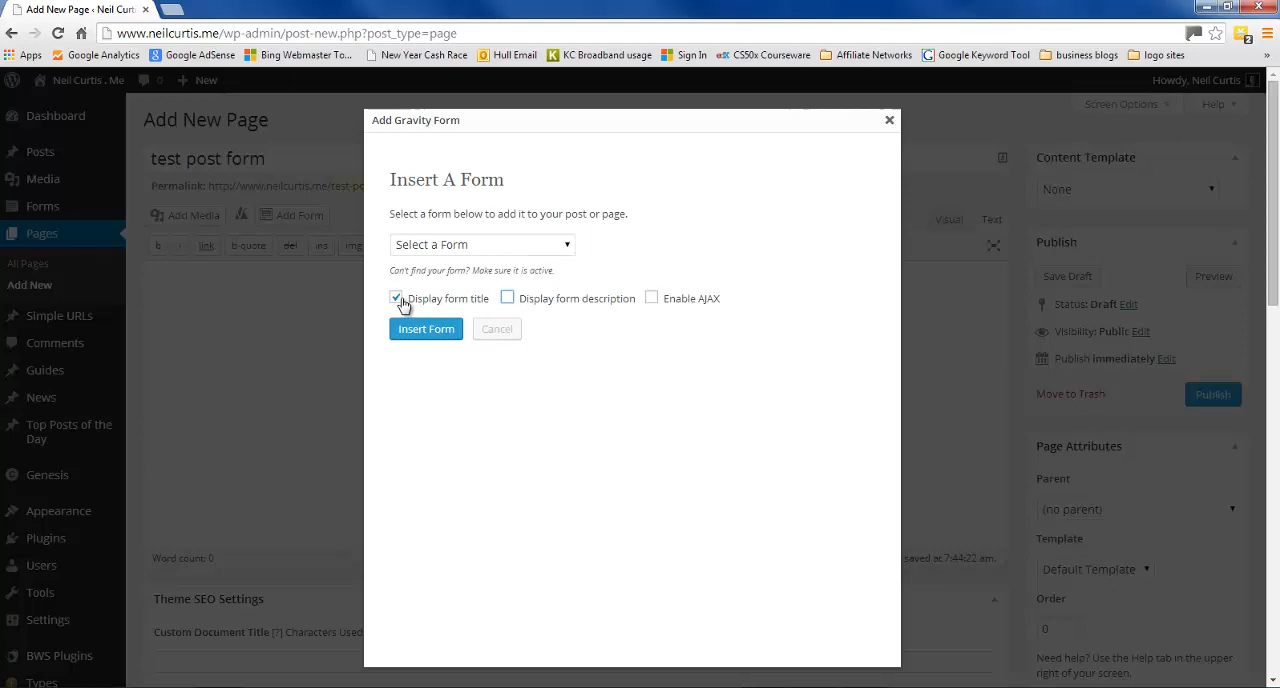 Add New Page ‹ Neil Curt
www.neilcurtis.me/wp-admin/post-new.php?post_type=page
Apps Google Analytics Google AdSense Bing Webmaster To... New Year Cash Race Hull Email KC Broadband usage Sign In CS50x Courseware Affiliate Networks Google Keyword Tool business blogs logo sites »
Neil Curtis . Me 0 New Howdy, Neil Curtis
Screen Options Help
Dashboard
Posts
Media
Forms
Pages
All Pages
Add New
Simple URLs
Comments
Guides
News
Top Posts of the
Day
Genesis
Appearance
Plugins
Users
Tools
Settings
BWS Plugins
Types
Add New Page
test post form
Permalink: http://www.neilcurtis.me/test-po
Add Media Add Form
Visual Text
b i link b-quote del ins img
Word count: 0
saved at 7:44:22 am.
Theme SEO Settings
Custom Document Title [?] Characters Used
Add Gravity Form
Insert A Form
Select a form below to add it to your post or page.
Select a Form
Can't find your form? Make sure it is active.
Display form title Display form description Enable AJAX
Insert Form Cancel
Content Template
None
Publish
Save Draft Preview
Status: Draft Edit
Visibility: Public Edit
Publish immediately Edit
Move to Trash Publish
Page Attributes
Parent
(no parent)
Template
Default Template
Order
0
Need help? Use the Help tab in the upper
right of your screen.